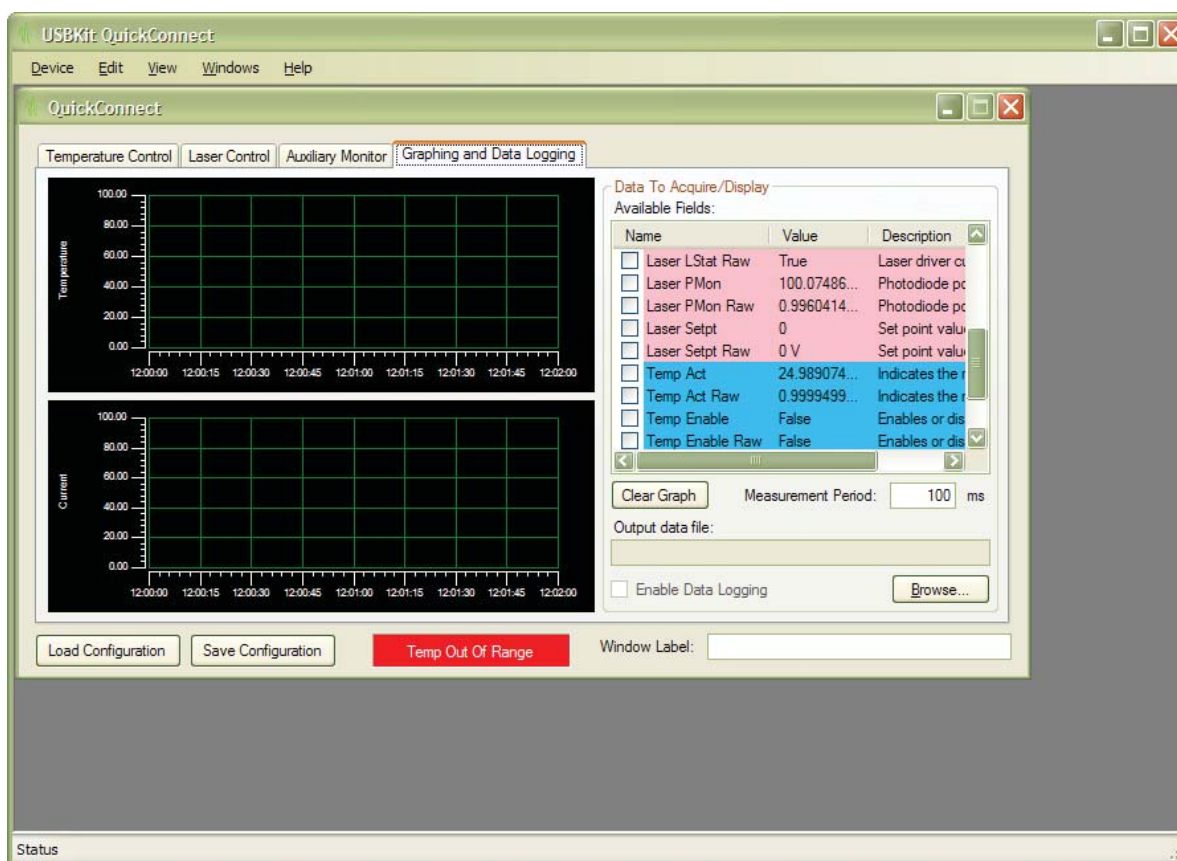 USBKit QuickConnect
Device Edit View Windows Help
QuickConnect
Temperature Control Laser Control Auxiliary Monitor Graphing and Data Logging
Temperature
100.00
80.00
60.00
40.00
20.00
0.00
12:00:00 12:00:15 12:00:30 12:00:45 12:01:00 12:01:15 12:01:30 12:01:45 12:02:00
Current
100.00
80.00
60.00
40.00
20.00
0.00
12:00:00 12:00:15 12:00:30 12:00:45 12:01:00 12:01:15 12:01:30 12:01:45 12:02:00
Data To Acquire/Display
Available Fields:
Name Value Description
Laser LStat Raw True Laser driver cu
Laser PMon 100.07486... Photodiode po
Laser PMon Raw 0.9960414... Photodiode po
Laser Setpt 0 Set point valu
Laser Setpt Raw 0 V Set point valu
Temp Act 24.989074... Indicates the r
Temp Act Raw 0.9999499... Indicates the r
Temp Enable False Enables or dis
Temp Enable Raw False Enables or dis
Clear Graph Measurement Period: 100 ms
Output data file:
Enable Data Logging Browse...
Load Configuration Save Configuration Temp Out Of Range Window Label:
Status